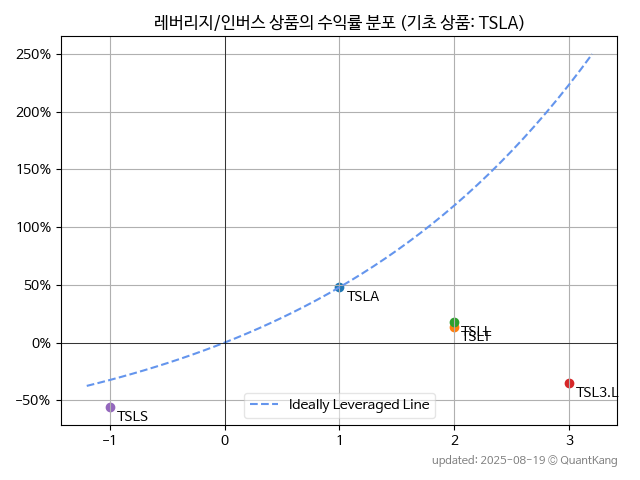 레버리지/인버스 상품의 수익률 분포 (기초 상품: TSLA)
250%
200%
150%
100%
50%
0%
−50%
TSLA
TSLL
TSLT
TSL3.L
TSLS
Ideally Leveraged Line
−1
0
1
2
3
updated: 2025-08-19 © QuantKang